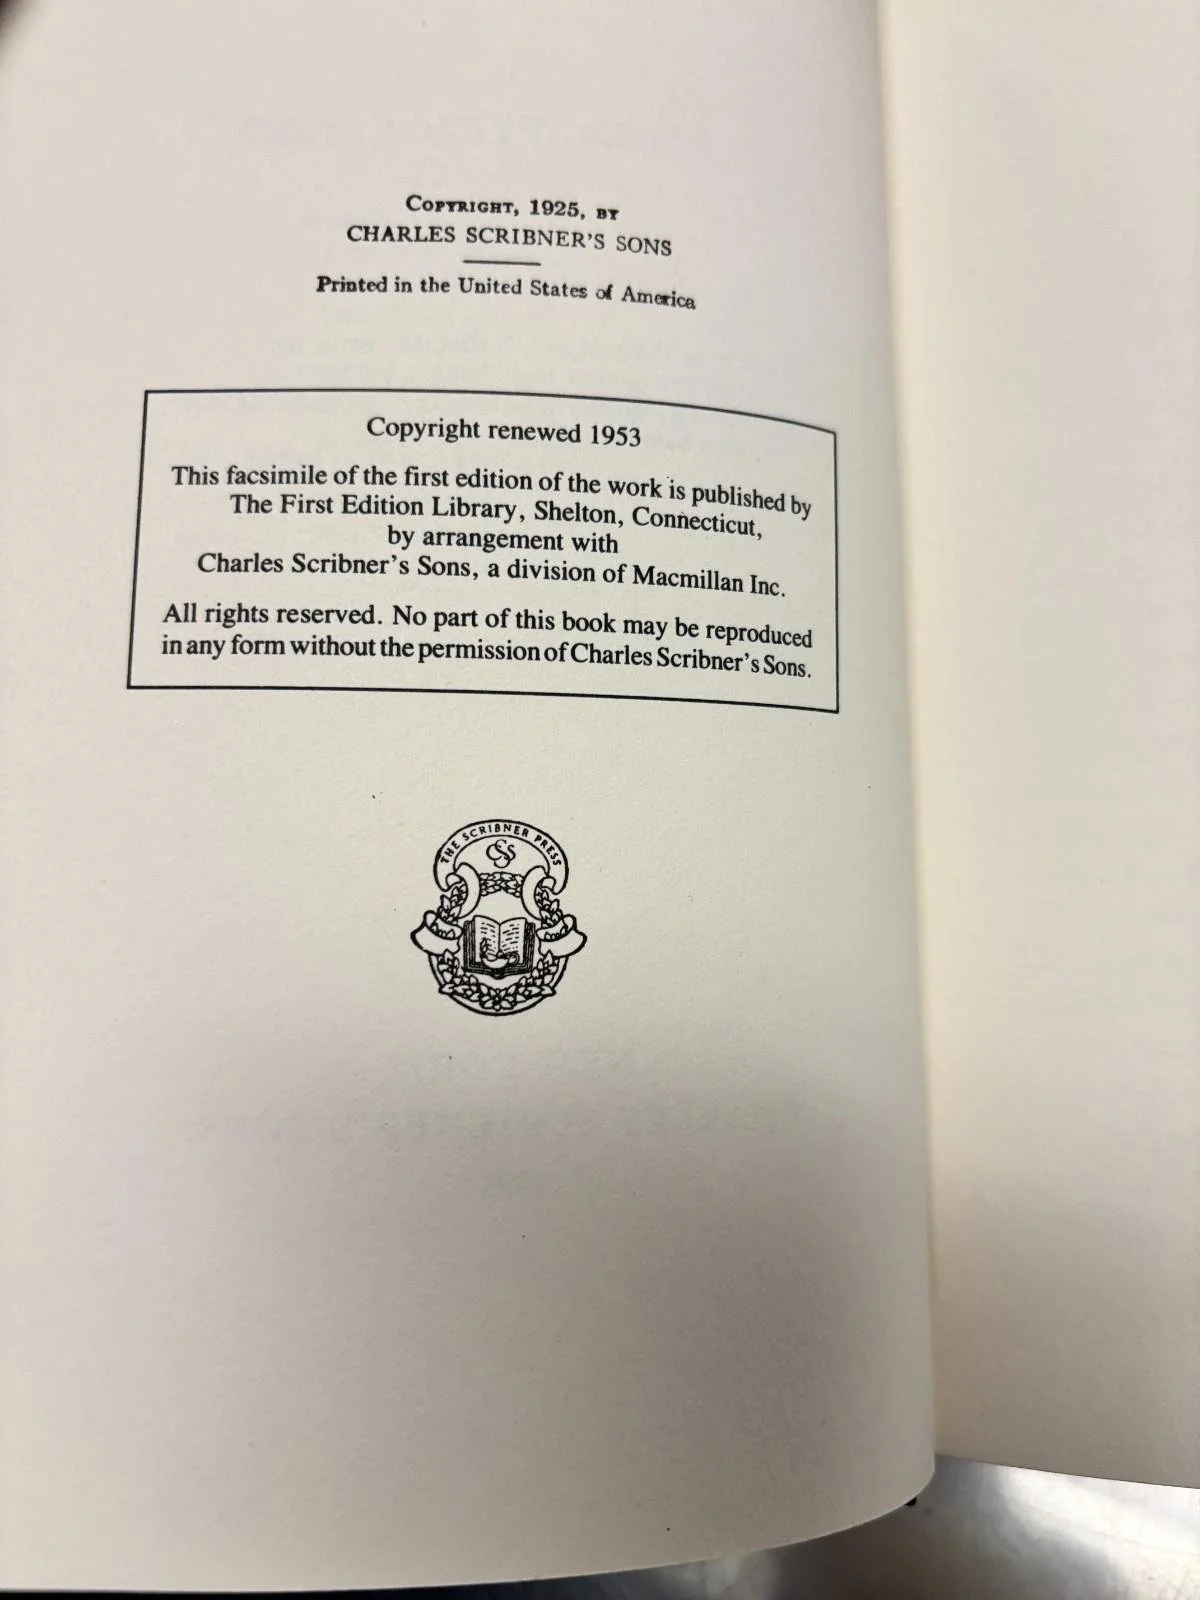 COPYRIGHT, 1925, BY
CHARLES SCRIBNER'S SONS
Printed in the United States of America
Copyright renewed 1953
This facsimile of the first edition of the work is published by
The First Edition Library, Shelton, Connecticut,
by arrangement with
Charles Scribner's Sons, a division of Macmillan Inc.
All rights reserved. No part of this book may be reproduced
in any form without the permission of Charles Scribner's Sons.
THE SCRIBNER PRESS
CSS